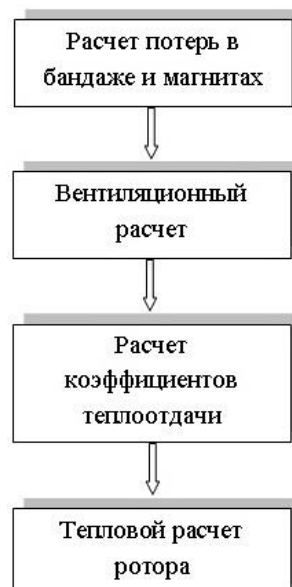 Расчет потерь в
бандаже и магнитах
Вентиляционный
расчет
Расчет
коэффициентов
теплоотдачи
Тепловой расчет
ротора